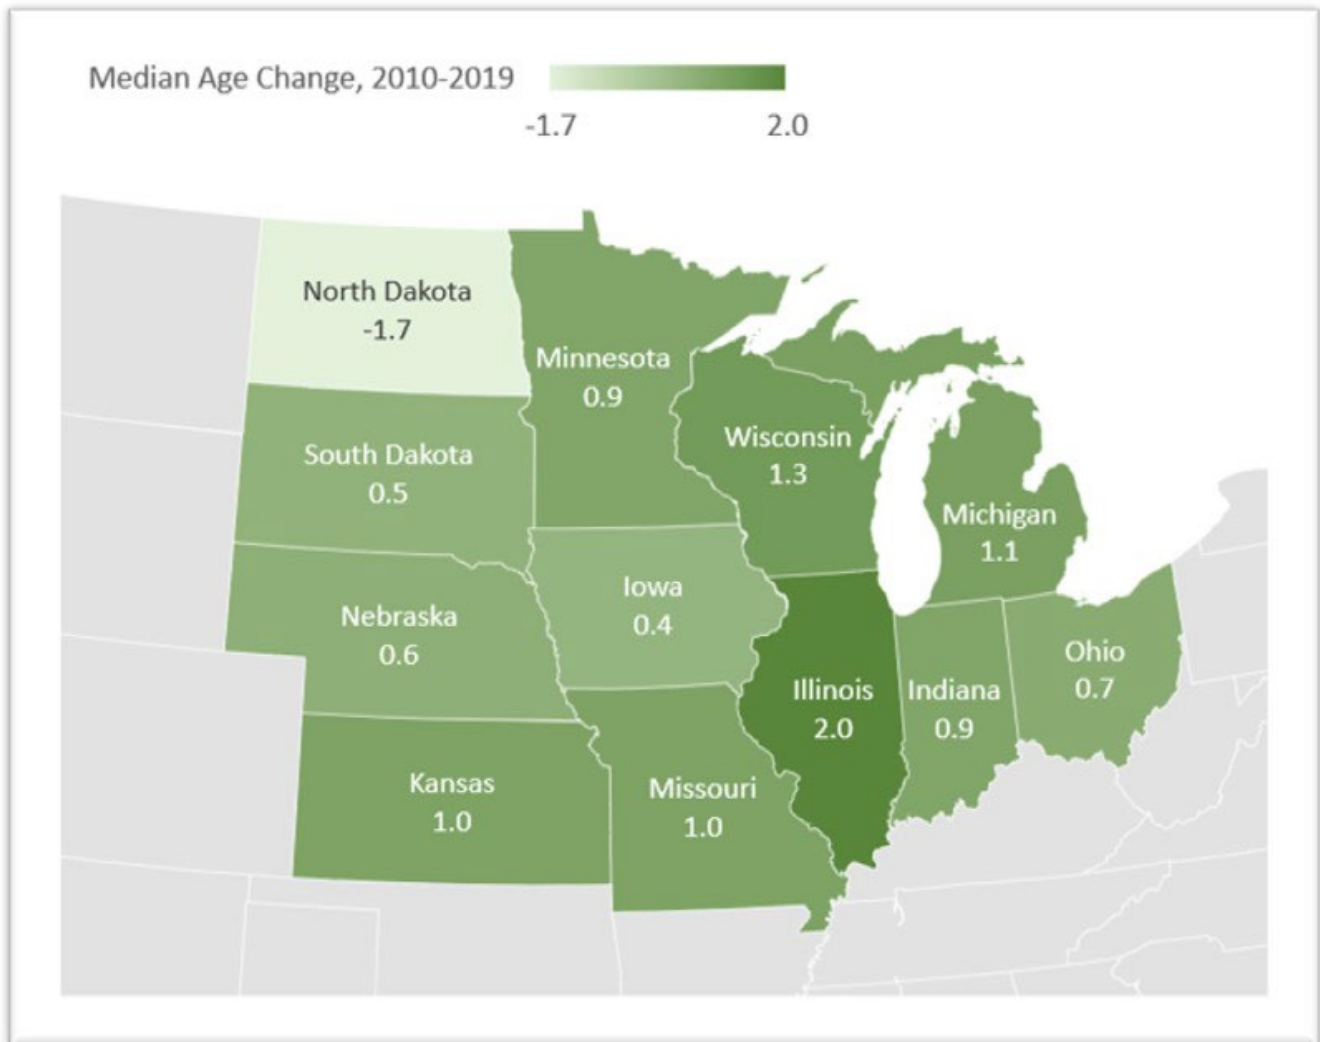 Median Age Change, 2010-2019
-1.7 2.0
North Dakota
-1.7
Minnesota
0.9
Wisconsin
1.3
South Dakota
0.5
Michigan
1.1
Iowa
0.4
Nebraska
0.6
Ohio
0.7
Illinois
2.0
Indiana
0.9
Kansas
1.0
Missouri
1.0